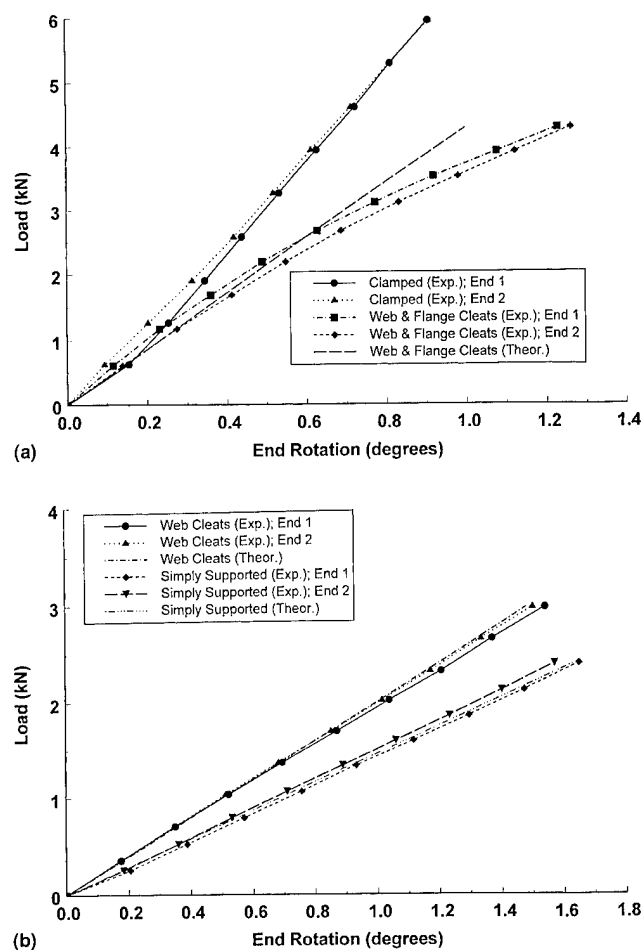 6
5
4
3
2
1
0
Load (kN)
Clamped (Exp.); End 1
Clamped (Exp.); End 2
Web & Flange Cleats (Exp.); End 1
Web & Flange Cleats (Exp.); End 2
Web & Flange Cleats (Theor.)
0.0 0.2 0.4 0.6 0.8 1.0 1.2 1.4
End Rotation (degrees)
(a)
4
3
2
1
0
Load (kN)
Web Cleats (Exp.); End 1
Web Cleats (Exp.); End 2
Web Cleats (Theor.)
Simply Supported (Exp.); End 1
Simply Supported (Exp.); End 2
Simply Supported (Theor.)
0.0 0.2 0.4 0.6 0.8 1.0 1.2 1.4 1.6 1.8
End Rotation (degrees)
(b)